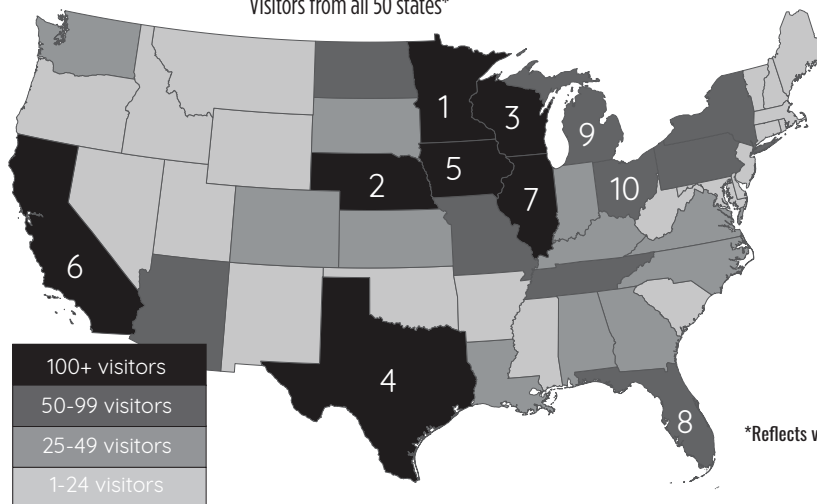 Visitors from all 50 states*
1
3
9
5
2
7
10
6
4
8
100+ visitors
50-99 visitors
25-49 visitors
1-24 visitors
*Reflects